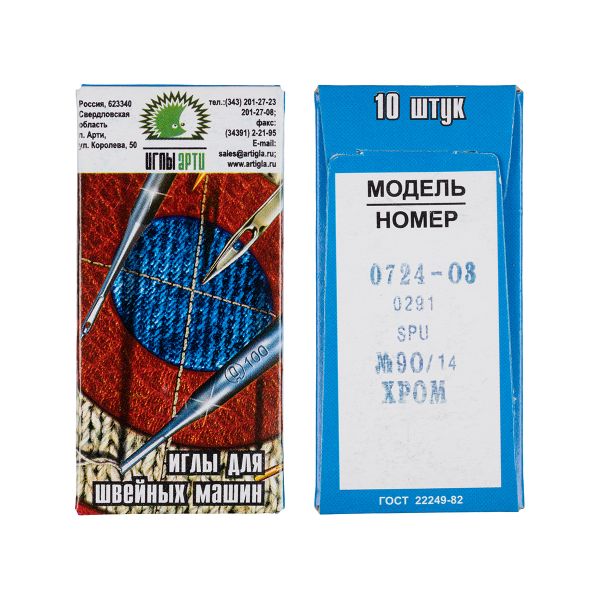 Россия, 623340
Свердловская
область
п. Арти,
ул. Королева, 50
ИГЛЫ АРТИ
тел.:(343) 201-27-23
201-27-08;
факс:
(34391) 2-21-95
E-mail:
sales@artigla.ru;
www.artigla.ru
100
ИГЛЫ ДЛЯ
ШВЕЙНЫХ МАШИН
10 ШТУК
МОДЕЛЬ
НОМЕР
0724-03
0291
SPU
№90/14
ХРОМ
ГОСТ 22249-82